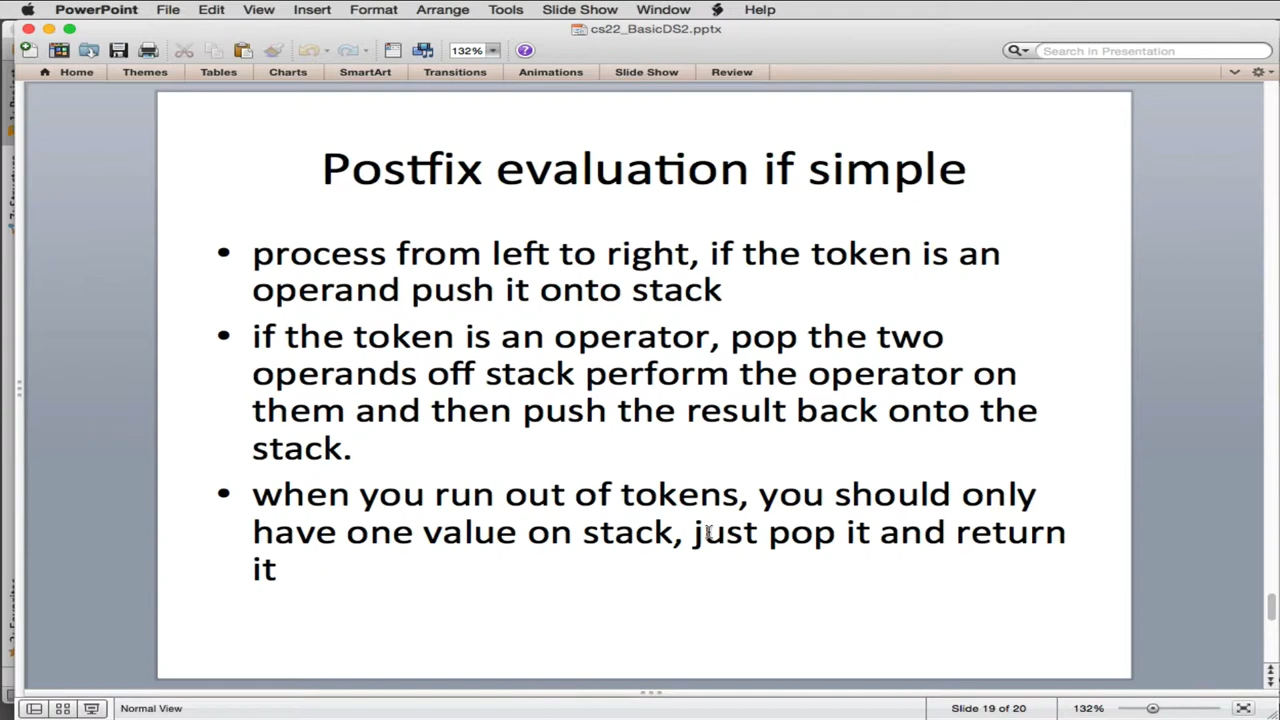 PowerPoint File Edit View Insert Format Arrange Tools Slide Show Window Help
cs22_BasicDS2.pptx
132% Search in Presentation
Home Themes Tables Charts SmartArt Transitions Animations Slide Show Review
Postfix evaluation if simple
• process from left to right, if the token is an
operand push it onto stack
• if the token is an operator, pop the two
operands off stack perform the operator on
them and then push the result back onto the
stack.
• when you run out of tokens, you should only
have one value on stack, just pop it and return
it
Normal View Slide 19 of 20 132%